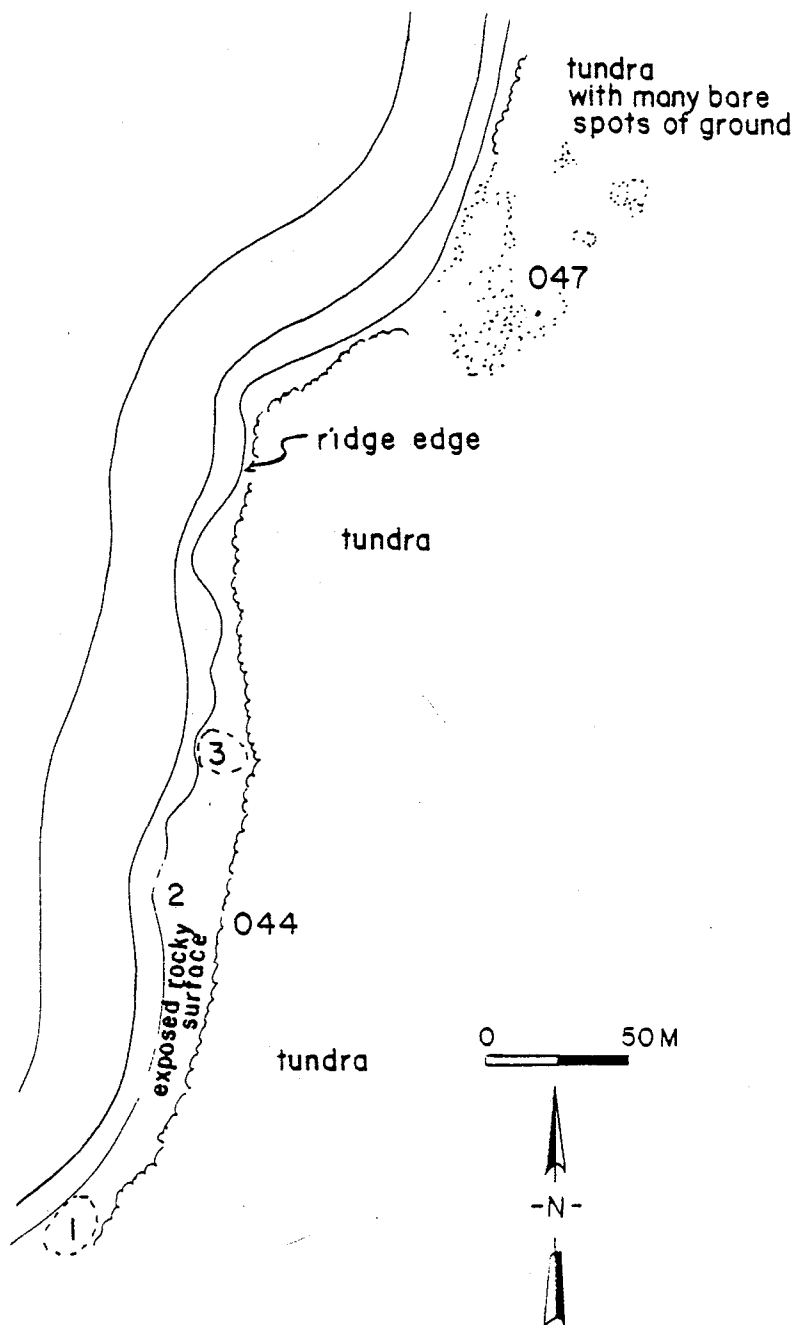 tundra
with many bare
spots of ground
047
ridge edge
tundra
3
2
044
exposed rocky
surface
0 50 M
tundra
-N-
1